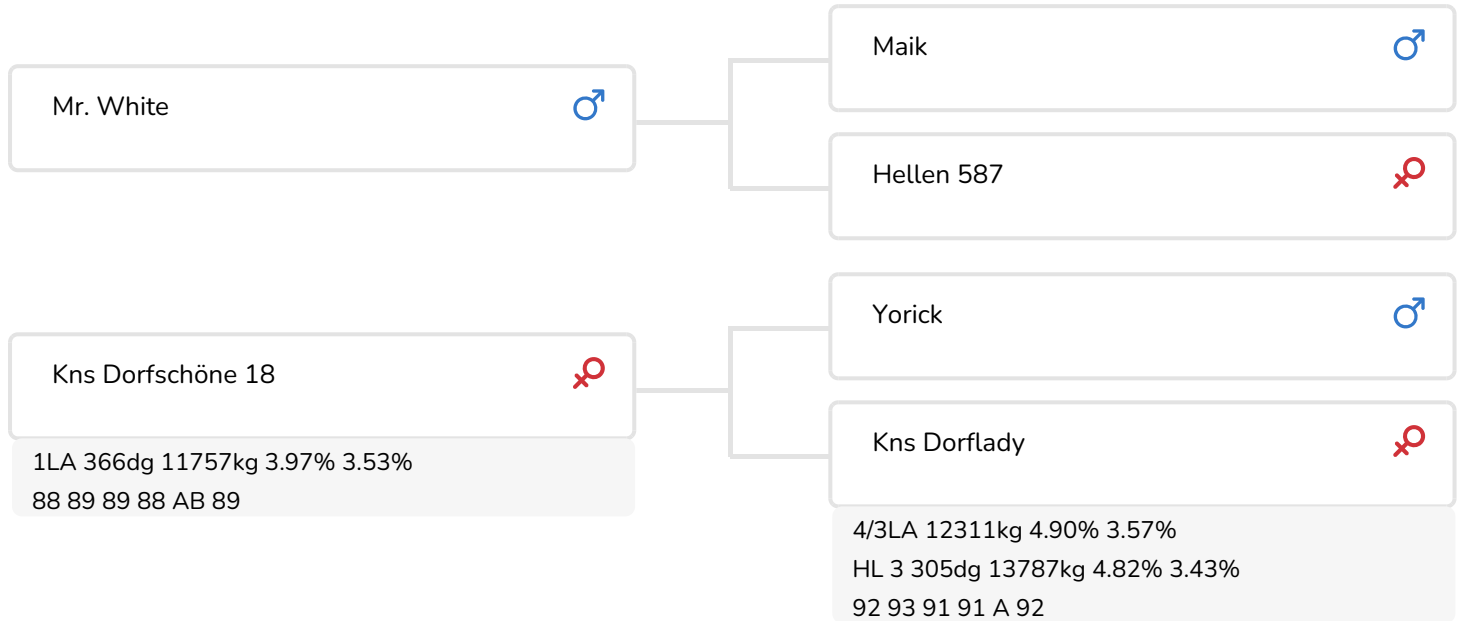 Mr. White
Maik
Hellen 587
Kns Dorfschöne 18
1LA 366dg 11757kg 3.97% 3.53%
88 89 89 88 AB 89
Yorick
Kns Dorflady
4/3LA 12311kg 4.90% 3.57%
HL 3 305dg 13787kg 4.82% 3.43%
92 93 91 91 A 92